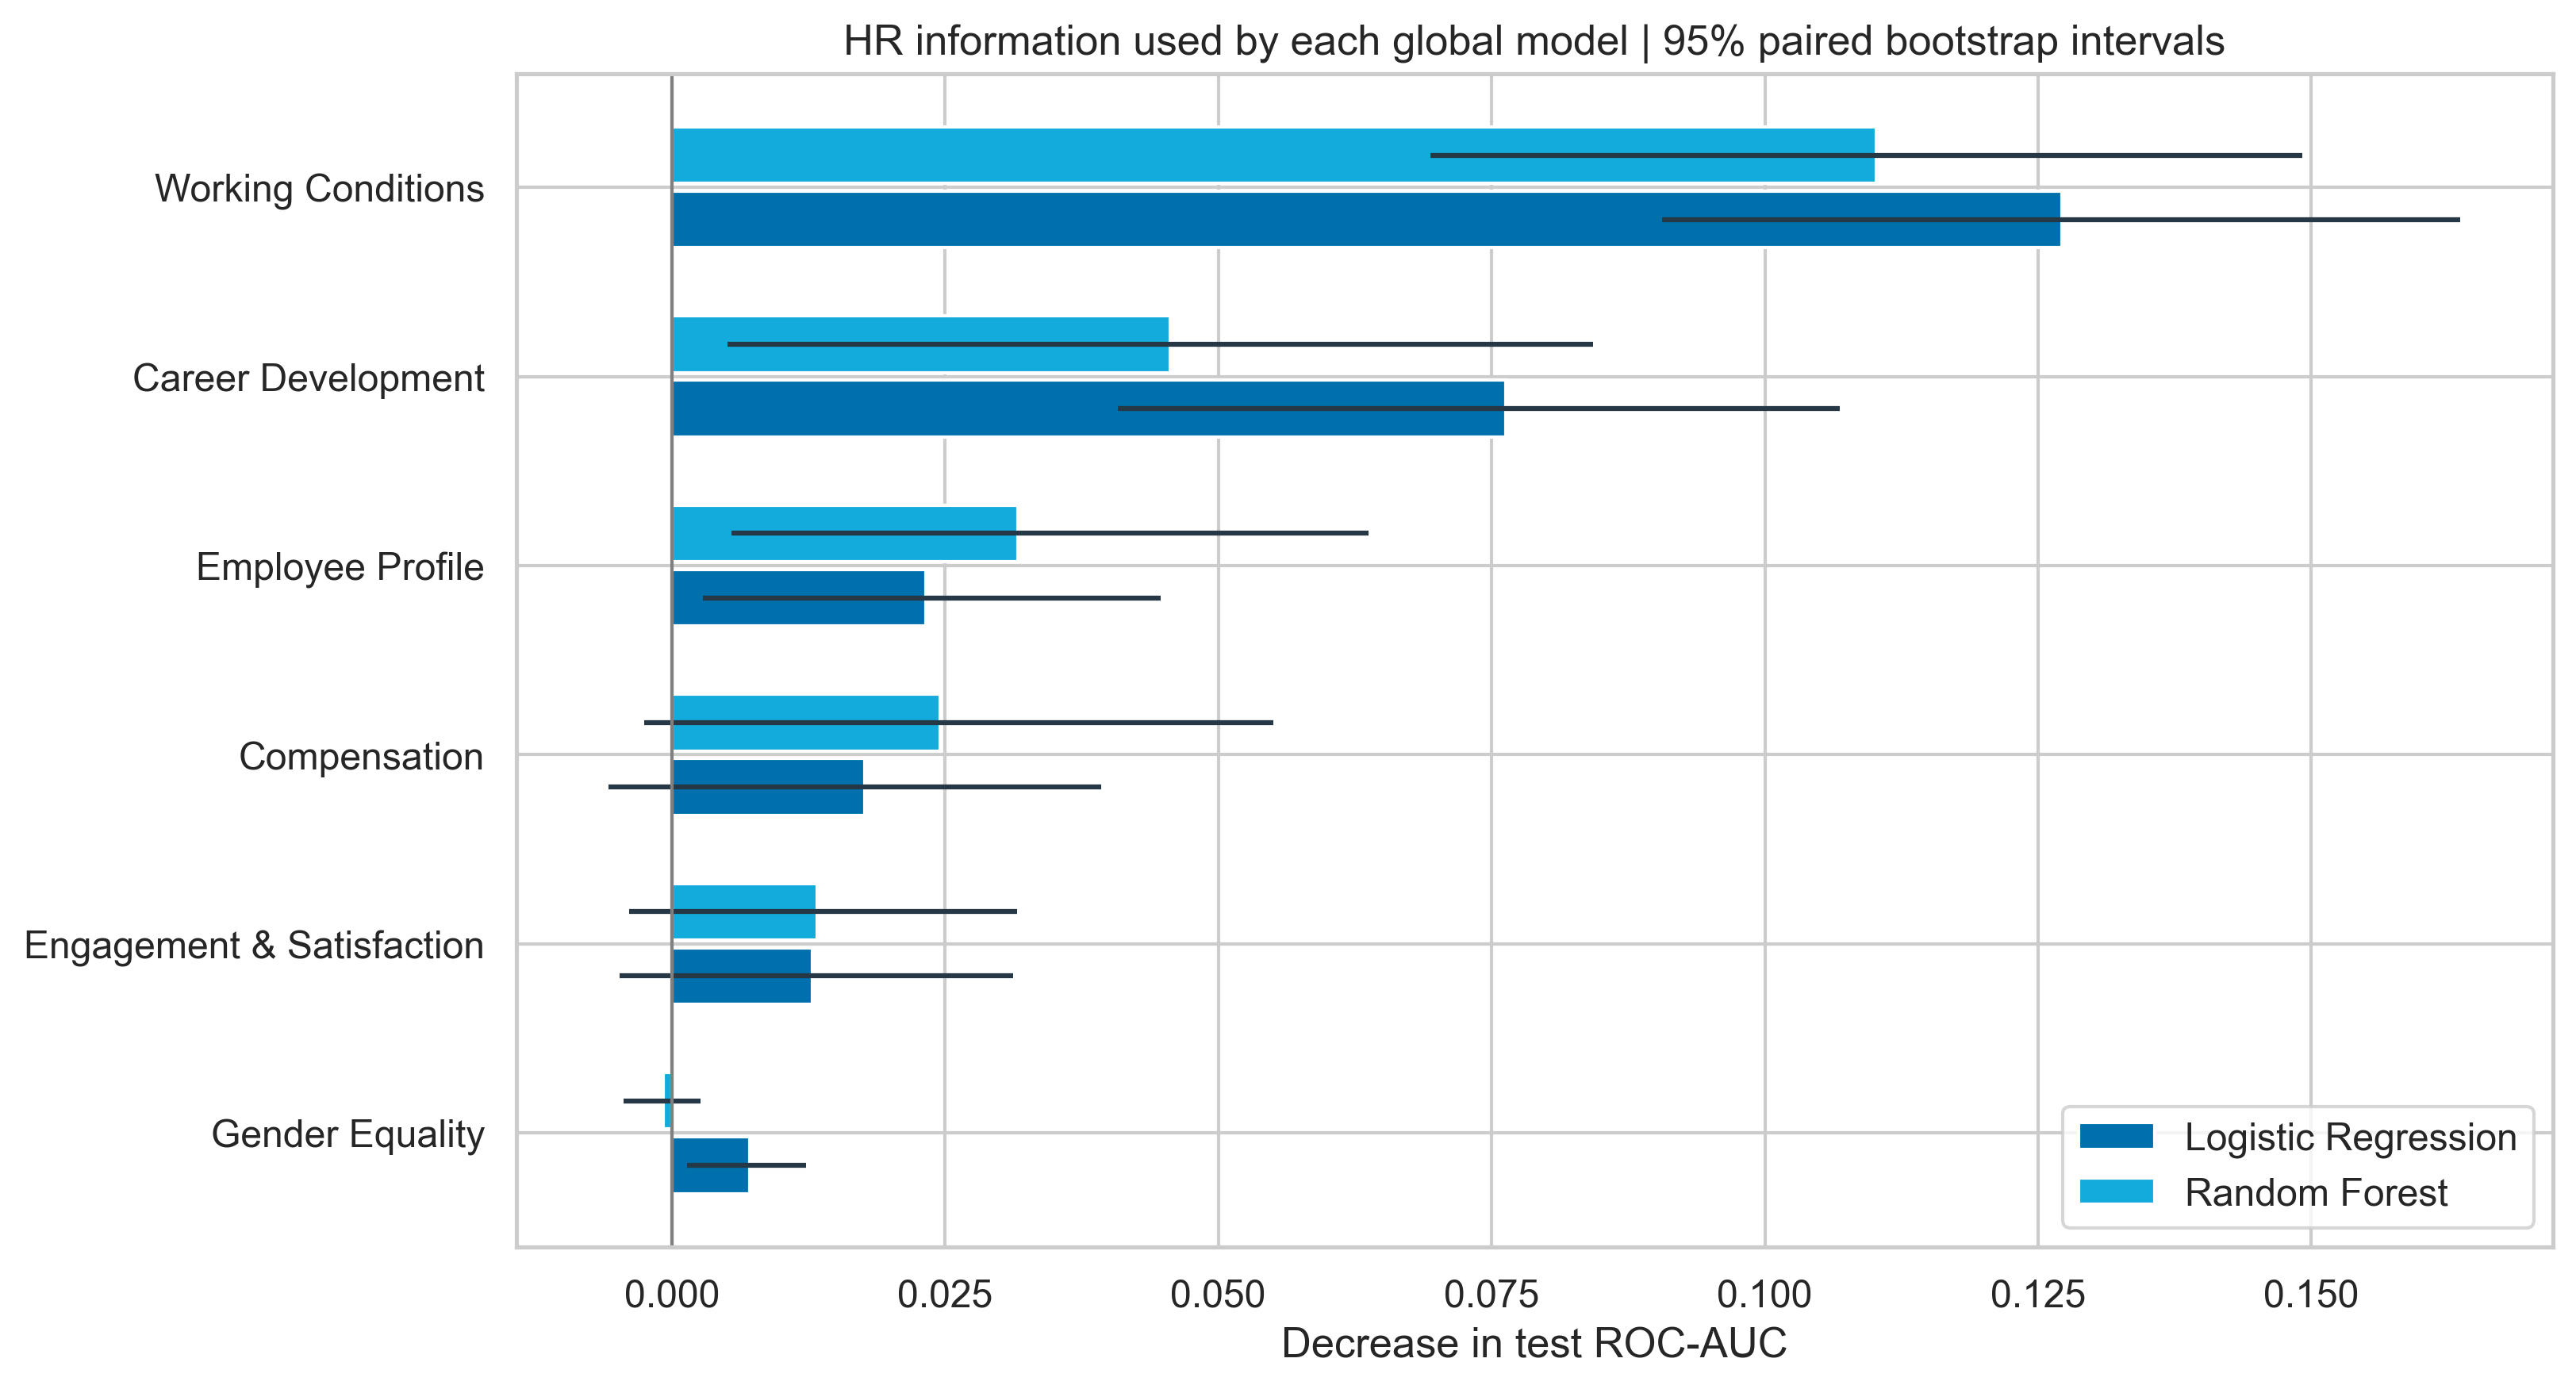 HR information used by each global model | 95% paired bootstrap intervals
Working Conditions
Career Development
Employee Profile
Compensation
Engagement & Satisfaction
Gender Equality
Logistic Regression
Random Forest
0.000 0.025 0.050 0.075 0.100 0.125 0.150
Decrease in test ROC-AUC